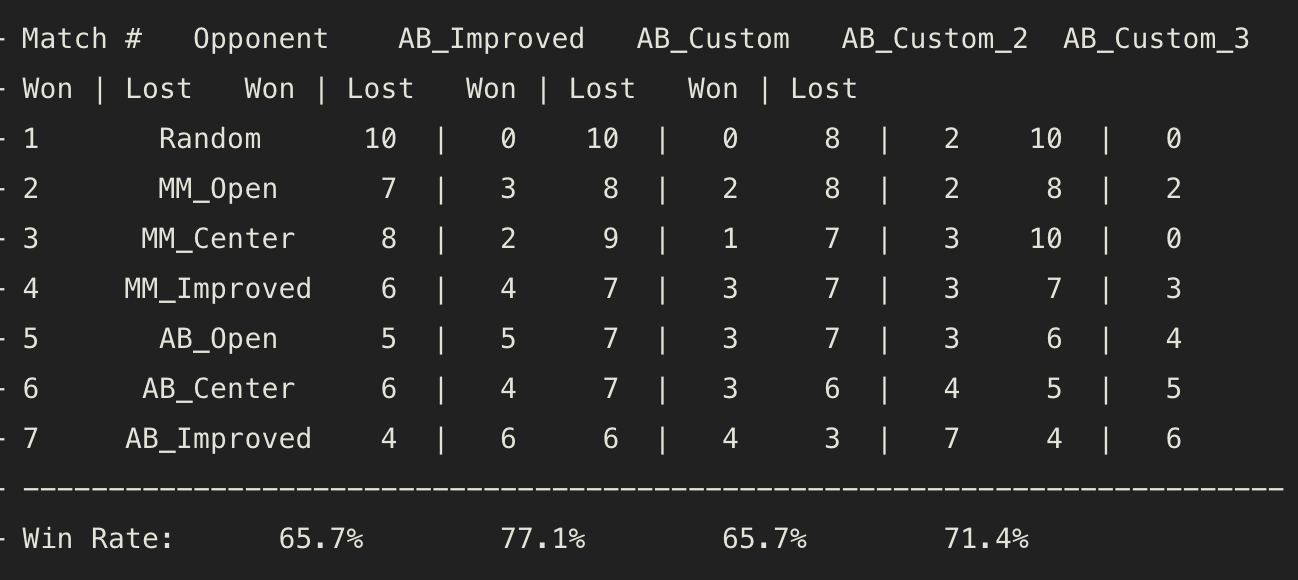 - Match #   Opponent    AB_Improved   AB_Custom   AB_Custom_2  AB_Custom_3
- Won | Lost   Won | Lost   Won | Lost   Won | Lost
- 1       Random      10  |   0    10  |   0     8  |   2    10  |   0
- 2       MM_Open      7  |   3     8  |   2     8  |   2     8  |   2
- 3      MM_Center     8  |   2     9  |   1     7  |   3    10  |   0
- 4     MM_Improved    6  |   4     7  |   3     7  |   3     7  |   3
- 5       AB_Open      5  |   5     7  |   3     7  |   3     6  |   4
- 6      AB_Center     6  |   4     7  |   3     6  |   4     5  |   5
- 7     AB_Improved    4  |   6     6  |   4     3  |   7     4  |   6
- --------------------------------------------------------------------------
- Win Rate:      65.7%        77.1%        65.7%        71.4%